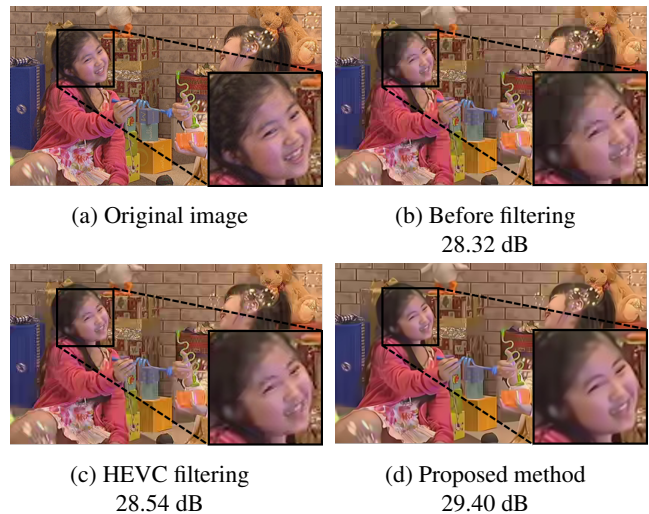 (a) Original image
(b) Before filtering
28.32 dB
(c) HEVC filtering
28.54 dB
(d) Proposed method
29.40 dB